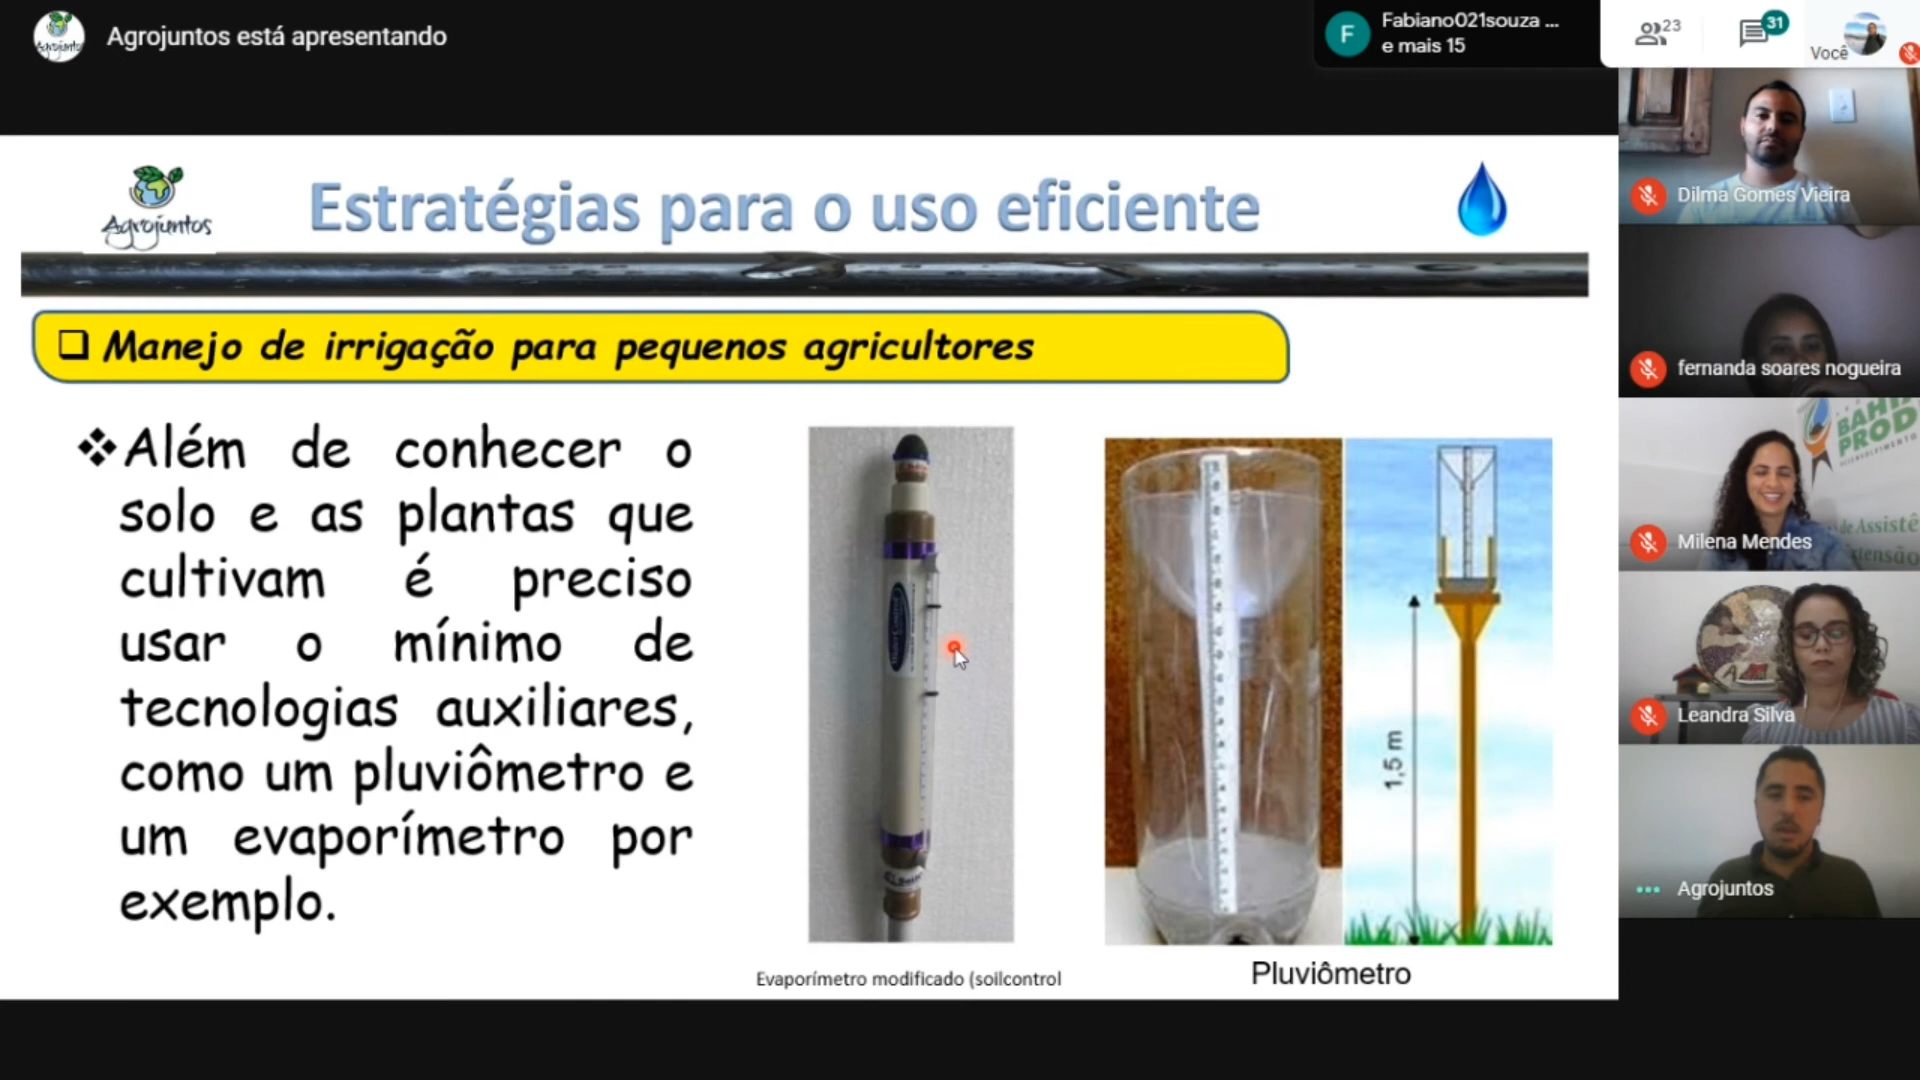 Agrojuntos está apresentando
F
Fabiano021souza ...
e mais 15
23
31
Você
Agrojuntos
Estratégias para o uso eficiente
Manejo de irrigação para pequenos agricultores
Além de conhecer o
solo e as plantas que
cultivam é preciso
usar o mínimo de
tecnologias auxiliares,
como um pluviômetro e
um evaporímetro por
exemplo.
1,5 m
Evaporímetro modificado (soilcontrol
Pluviômetro
Dilma Gomes Vieira
fernanda soares nogueira
BAHIA
PROD
de Assistê
xtensão
Milena Mendes
Leandra Silva
Agrojuntos